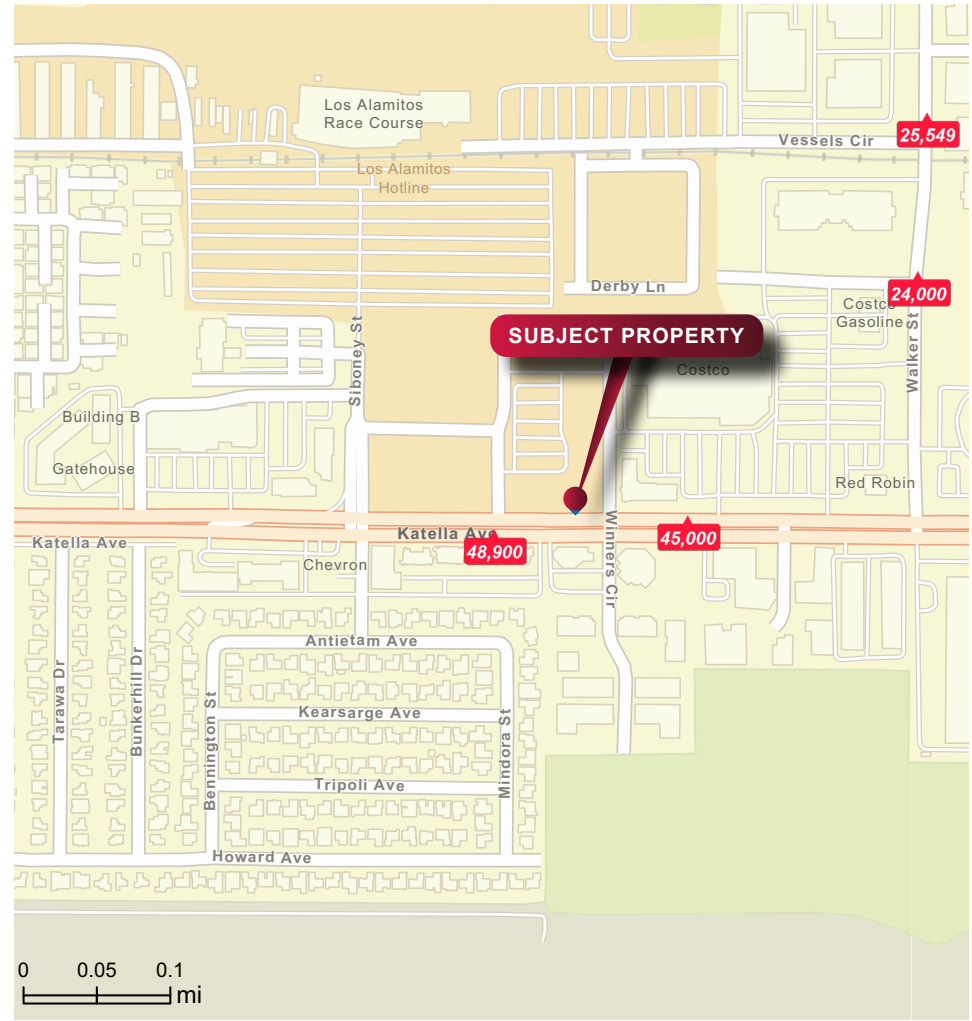 Los Alamitos
Race Course
Vessels Cir
25,549
Los Alamitos
Hotline
Derby Ln
24,000
Costco
Gasoline
SUBJECT PROPERTY
Siboney St
Walker St
Costco
Building B
Gatehouse
Red Robin
Katella Ave
Katella Ave
48,900
45,000
Winners Cir
Chevron
Antietam Ave
Tarawa Dr
Bunkerhill Dr
Bennington St
Kearsarge Ave
Mindora St
Tripoli Ave
Howard Ave
0 0.05 0.1
mi